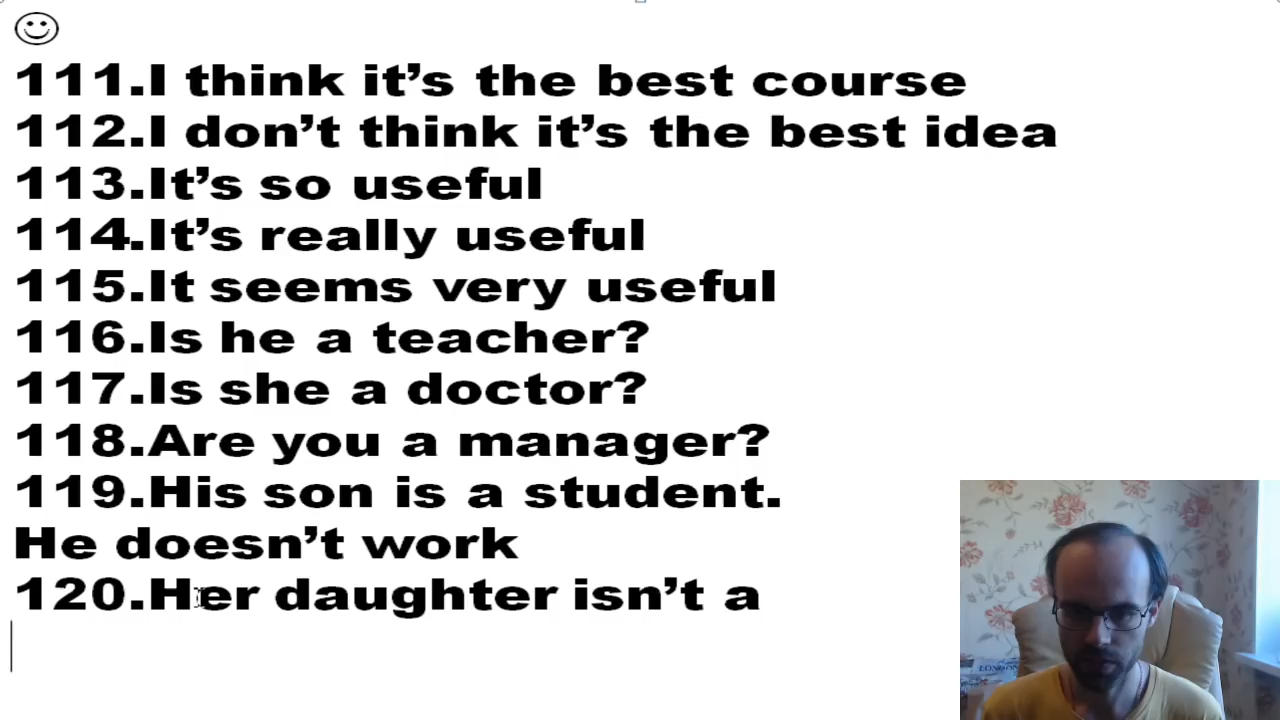 111.I think it’s the best course
112.I don’t think it’s the best idea
113.It’s so useful
114.It’s really useful
115.It seems very useful
116.Is he a teacher?
117.Is she a doctor?
118.Are you a manager?
119.His son is a student.
He doesn’t work
120.Her daughter isn’t a
LONDON